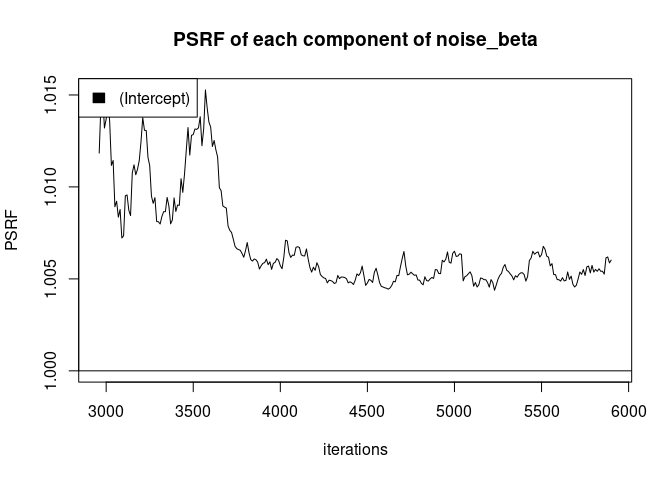 PSRF of each component of noise_beta
(Intercept)
PSRF
1.015
1.010
1.005
1.000
3000 3500 4000 4500 5000 5500 6000
iterations